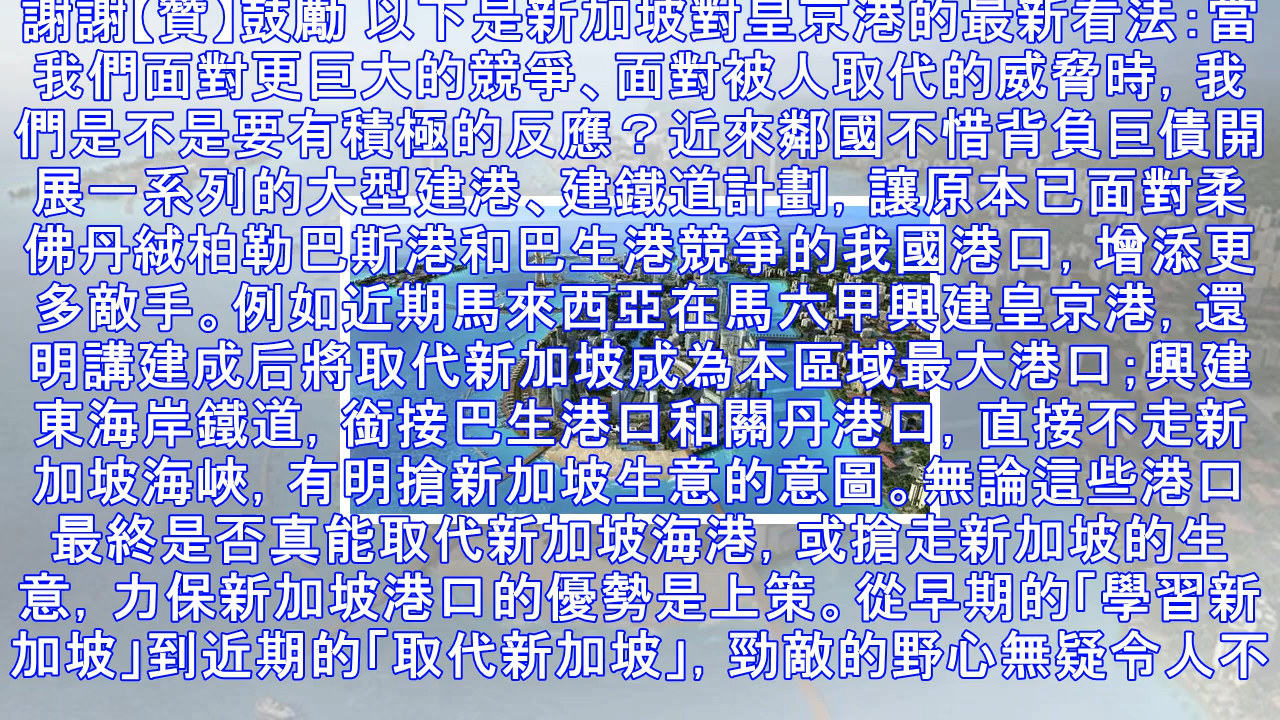 謝謝【贊】鼓勵 以下是新加坡對皇京港的最新看法：當
我們面對更巨大的競爭、面對被人取代的威脅時，我
們是不是要有積極的反應？近來鄰國不惜背負巨債開
展一系列的大型建港、建鐵道計劃，讓原本已面對柔
佛丹絨柏勒巴斯港和巴生港競爭的我國港口，增添更
多敵手。例如近期馬來西亞在馬六甲興建皇京港，還
明講建成后將取代新加坡成為本區域最大港口；興建
東海岸鐵道，銜接巴生港口和關丹港口，直接不走新
加坡海峽，有明搶新加坡生意的意圖。無論這些港口
最終是否真能取代新加坡海港，或搶走新加坡的生
意，力保新加坡港口的優勢是上策。從早期的「學習新
加坡」到近期的「取代新加坡」，勁敵的野心無疑令人不